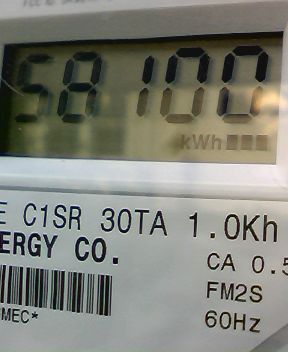 58100
kWh
E C1SR 30TA 1.0Kh
ERGY CO.
CA 0.5
FM2S
MEC*
60Hz